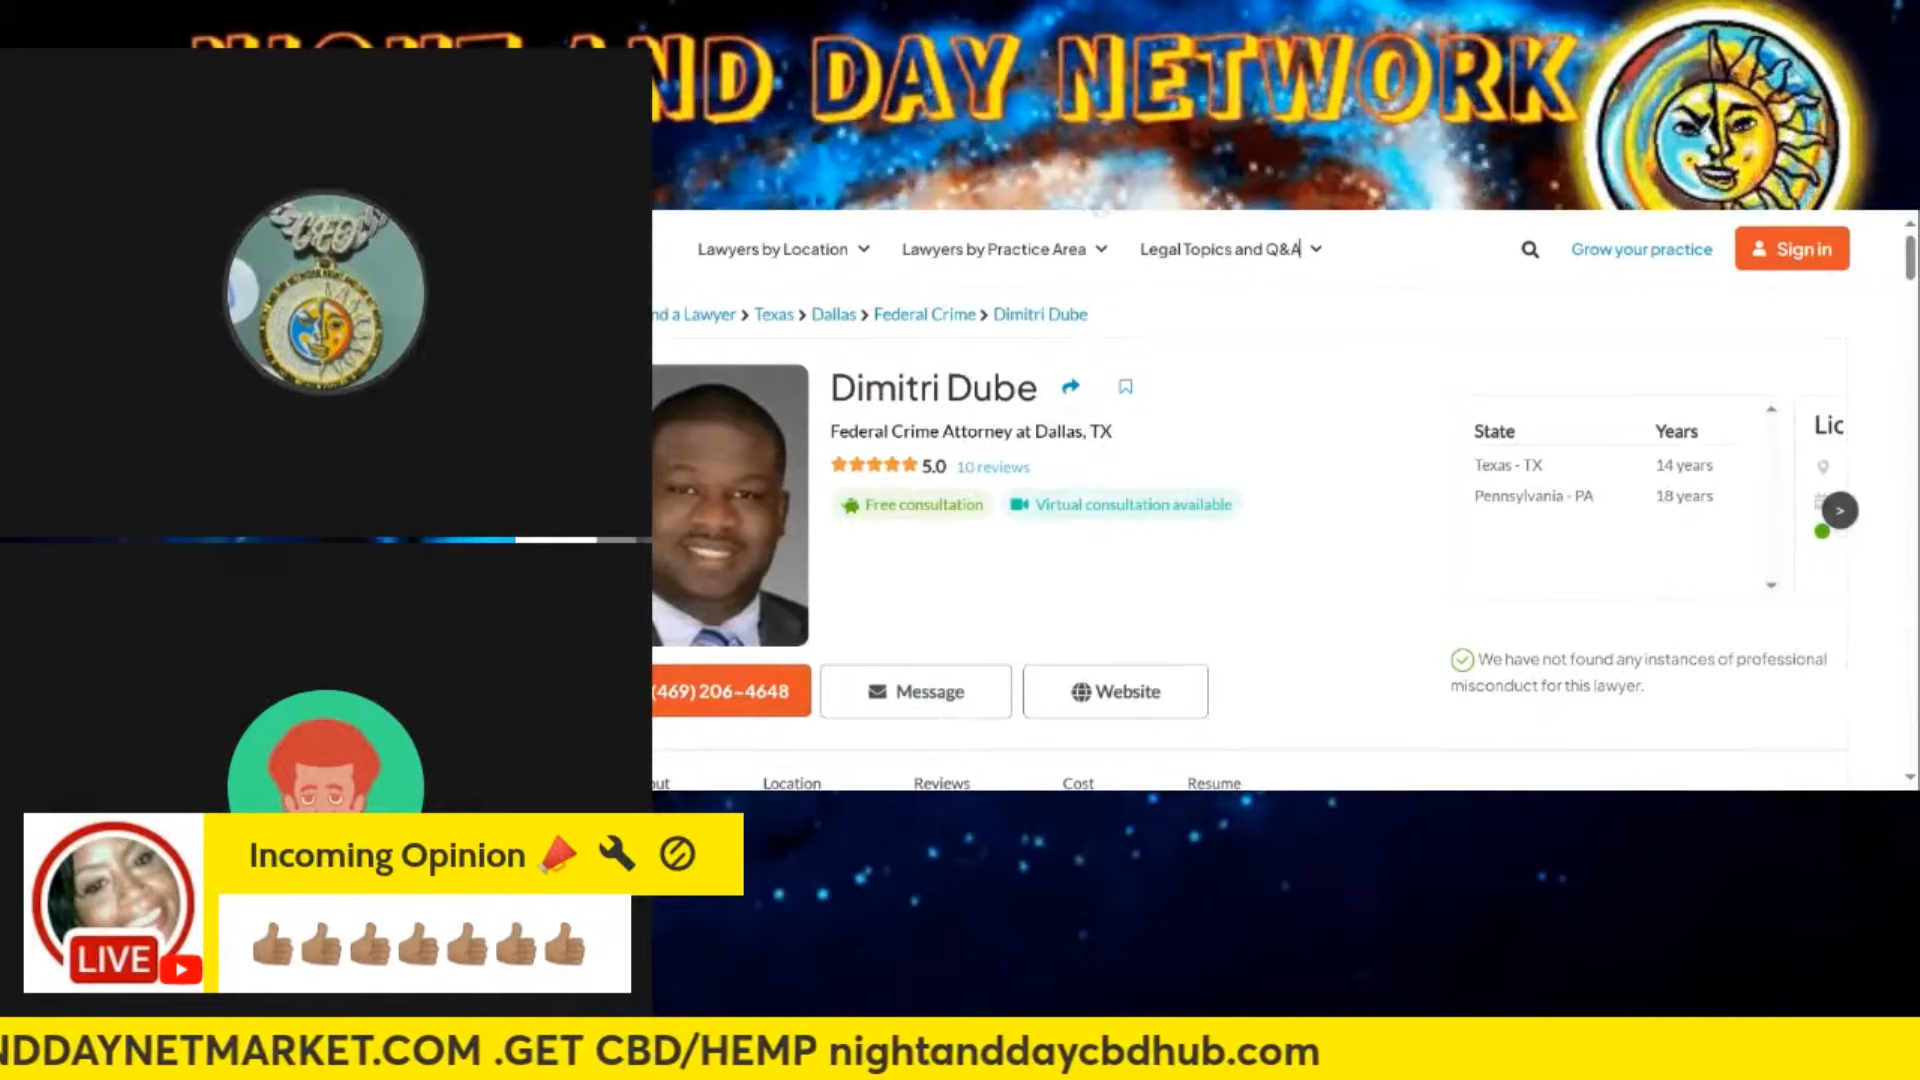 AND DAY NETWORK
CEO
Lawyers by Location
Lawyers by Practice Area
Legal Topics and Q&A
Grow your practice
Sign in
nd a Lawyer > Texas > Dallas > Federal Crime > Dimitri Dube
Dimitri Dube
Federal Crime Attorney at Dallas, TX
5.0 10 reviews
Free consultation
Virtual consultation available
State Years
Texas - TX 14 years
Pennsylvania - PA 18 years
Lic
>
We have not found any instances of professional
misconduct for this lawyer.
(469) 206-4648
Message
Website
out
Location
Reviews
Cost
Resume
Incoming Opinion
LIVE
NDDAYNETMARKET.COM .GET CBD/HEMP nightanddaycbdhub.com